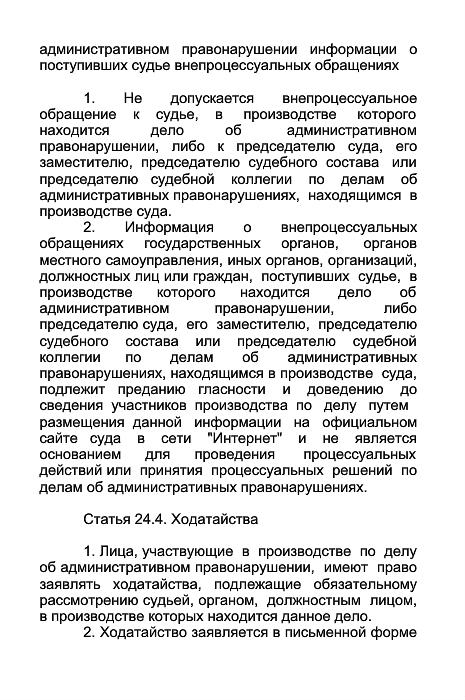 административном правонарушении информации о
поступивших судье внепроцессуальных обращениях
1. Не допускается внепроцессуальное
обращение к судье, в производстве которого
находится дело об административном
правонарушении, либо к председателю суда, его
заместителю, председателю судебного состава или
председателю судебной коллегии по делам об
административных правонарушениях, находящимся в
производстве суда.
2. Информация о внепроцессуальных
обращениях государственных органов, органов
местного самоуправления, иных органов, организаций,
должностных лиц или граждан, поступивших судье, в
производстве которого находится дело об
административном правонарушении, либо
председателю суда, его заместителю, председателю
судебного состава или председателю судебной
коллегии по делам об административных
правонарушениях, находящимся в производстве суда,
подлежит преданию гласности и доведению до
сведения участников производства по делу путем
размещения данной информации на официальном
сайте суда в сети "Интернет" и не является
основанием для проведения процессуальных
действий или принятия процессуальных решений по
делам об административных правонарушениях.
Статья 24.4. Ходатайства
1. Лица, участвующие в производстве по делу
об административном правонарушении, имеют право
заявлять ходатайства, подлежащие обязательному
рассмотрению судьей, органом, должностным лицом,
в производстве которых находится данное дело.
2. Ходатайство заявляется в письменной форме